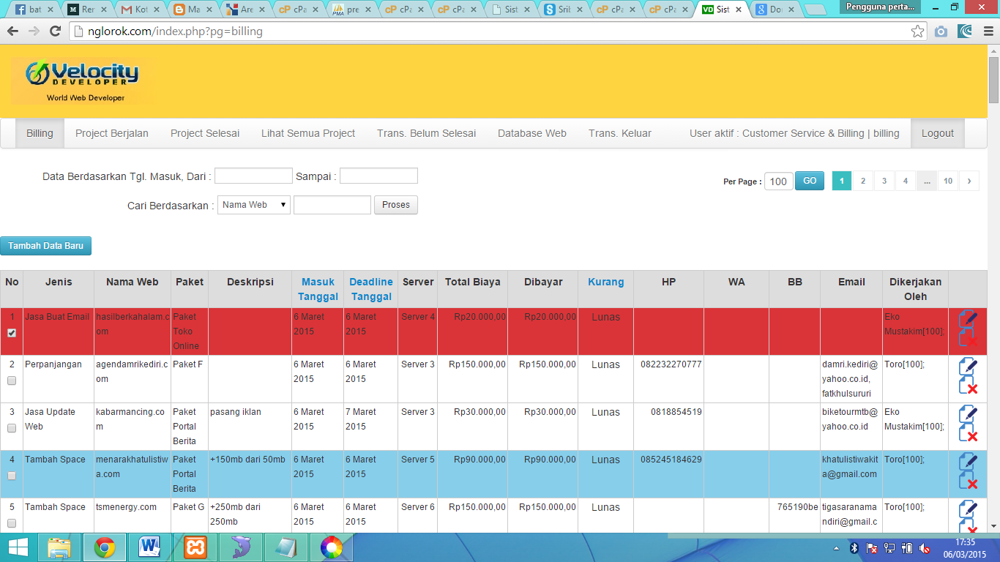 bat
Rer
Kot
Ma
Are
cPa
pre
cPa
cPa
Sist
Sril
cPa
cPa
Sist
Do
Pengguna perta...
nglorok.com/index.php?pg=billing
Velocity
DEVELOPER
World Web Developer
Billing Project Berjalan Project Selesai Lihat Semua Project Trans. Belum Selesai Database Web Trans. Keluar User aktif : Customer Service & Billing | billing Logout
Data Berdasarkan Tgl. Masuk, Dari : Sampai :
Per Page : 100 GO 1 2 3 4 ... 10 ›
Cari Berdasarkan : Nama Web Proses
Tambah Data Baru
No Jenis Nama Web Paket Deskripsi Masuk Deadline Server Total Biaya Dibayar Kurang HP WA BB Email Dikerjakan
Tanggal Tanggal Oleh
1 Jasa Buat Email hasilberkahalam.c Paket 6 Maret 6 Maret Server 4 Rp20.000,00 Rp20.000,00 Lunas Eko
om Toko 2015 2015 Mustakim[100];
Online
2 Perpanjangan agendamrikediri.c Paket F 6 Maret 6 Maret Server 3 Rp150.000,00 Rp150.000,00 Lunas 082232270777 damri.kediri@ Toro[100];
om 2015 2015 yahoo.co.id,
fatkhulsururi
3 Jasa Update kabarmancing.co Paket pasang iklan 6 Maret 7 Maret Server 3 Rp30.000,00 Rp30.000,00 Lunas 0818854519 biketourmtb@ Eko
Web m Portal 2015 2015 yahoo.co.id Mustakim[100];
Berita
4 Tambah Space menarakhatulistiw Paket +150mb dari 50mb 6 Maret 6 Maret Server 5 Rp90.000,00 Rp90.000,00 Lunas 085245184629 khatulistiwakit Toro[100];
a.com Portal 2015 2015 a@gmail.com
Berita
5 Tambah Space tsmenergy.com Paket G +250mb dari 6 Maret 6 Maret Server 6 Rp150.000,00 Rp150.000,00 Lunas 765190be tigasaranama Toro[100];
250mb 2015 2015 ndiri@gmail.c
17:35
06/03/2015